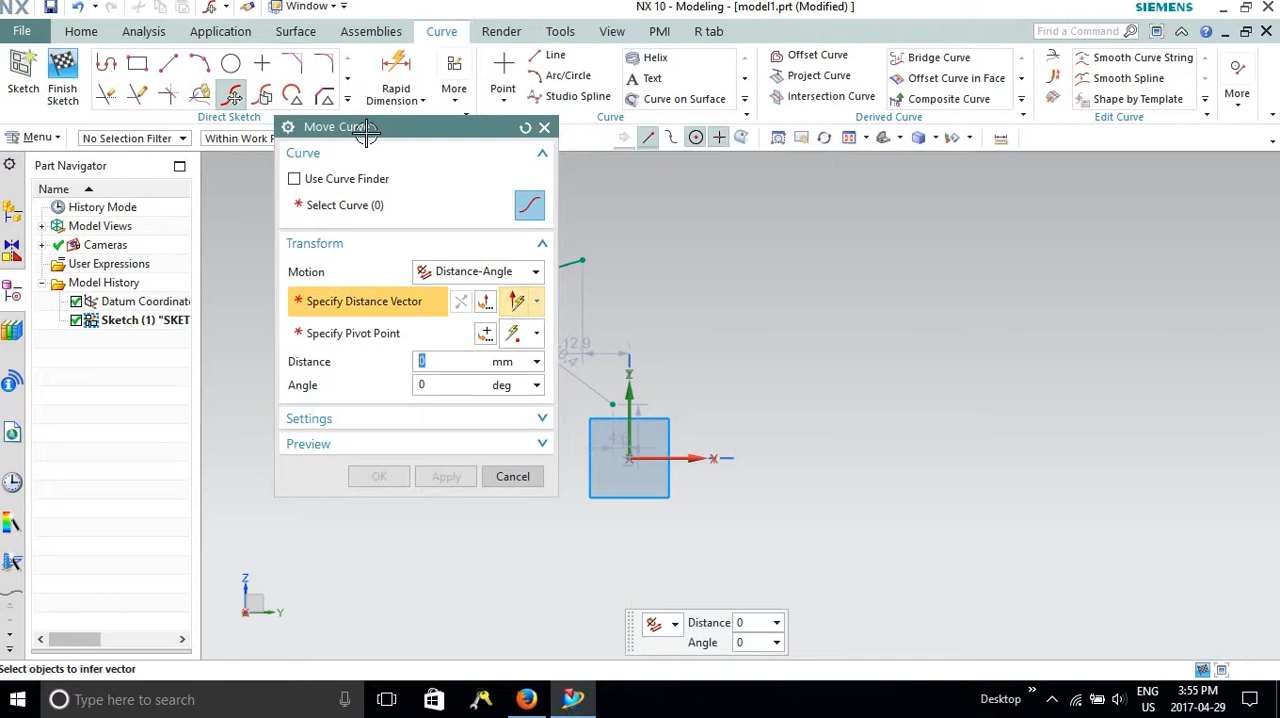 NX
Window
NX 10 - Modeling - [model1.prt (Modified) ]
SIEMENS
File Home Analysis Direct Sketch Surface Assemblies Curve Render Tools View PMI R tab
Find a Command
Sketch
Finish
Sketch
Rapid
Dimension
More
Direct Sketch
Point
Line
Arc/Circle
Studio Spline
Helix
Text
Curve on Surface
Curve
Offset Curve
Project Curve
Intersection Curve
Bridge Curve
Offset Curve in Face
Composite Curve
Derived Curve
Smooth Curve String
Smooth Spline
Shape by Template
Edit Curve
More
Menu
No Selection Filter
Within Work P
Part Navigator
Name
History Mode
Model Views
Cameras
User Expressions
Model History
Datum Coordinat
Sketch (1) "SKET
Move Curve
Curve
Use Curve Finder
* Select Curve (0)
Transform
Motion Distance-Angle
* Specify Distance Vector
* Specify Pivot Point
Distance 0 mm
Angle 0 deg
Settings
Preview
OK Apply Cancel
12.9
Y
X
Z
Y
Distance 0
Angle 0
Select objects to infer vector
Type here to search
Desktop
ENG
US
3:55 PM
2017-04-29